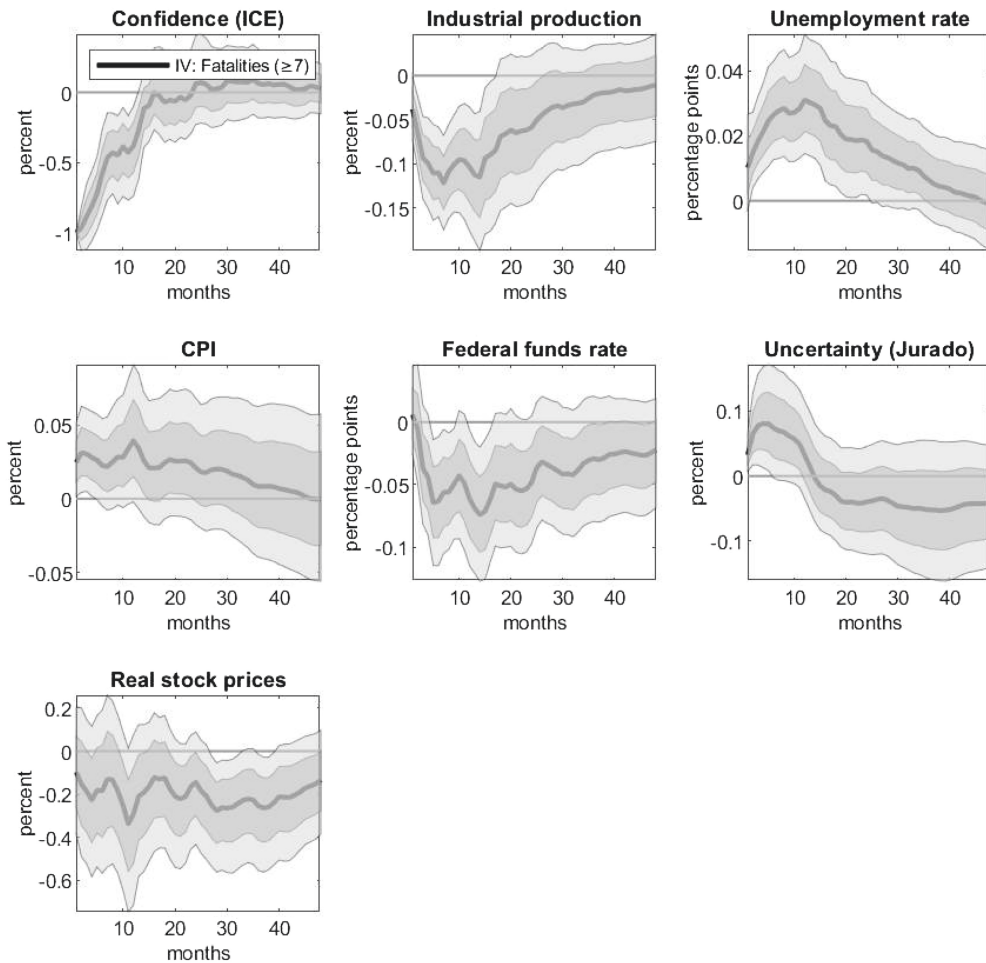 Confidence (ICE)
IV: Fatalities (≥7)
percent
0
-0.5
-1
10 20 30 40
months
Industrial production
percent
0
-0.05
-0.1
-0.15
10 20 30 40
months
Unemployment rate
percentage points
0.04
0.02
0
10 20 30 40
months
CPI
percent
0.05
0
-0.05
10 20 30 40
months
Federal funds rate
percentage points
0
-0.05
-0.1
10 20 30 40
months
Uncertainty (Jurado)
percent
0.1
0
-0.1
10 20 30 40
months
Real stock prices
percent
0.2
0
-0.2
-0.4
-0.6
10 20 30 40
months